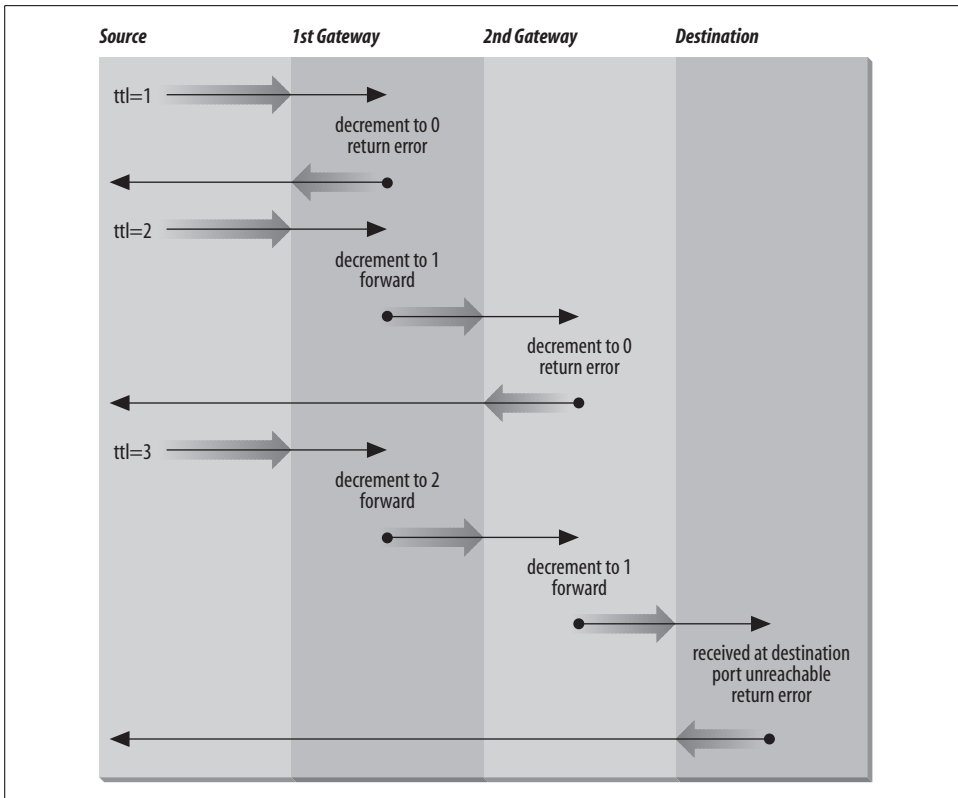 Source 1st Gateway 2nd Gateway Destination
ttl=1
decrement to 0
return error
ttl=2
decrement to 1
forward
decrement to 0
return error
ttl=3
decrement to 2
forward
decrement to 1
forward
received at destination
port unreachable
return error